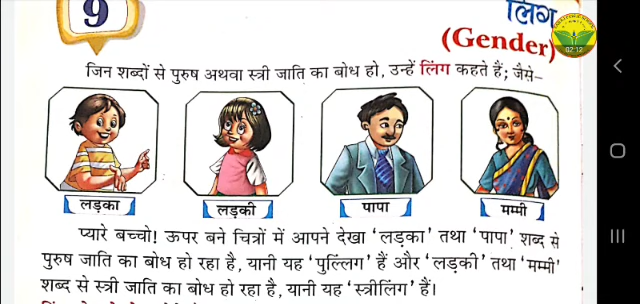 9
लिंग
(Gender)
02:12
जिन शब्दों से पुरुष अथवा स्त्री जाति का बोध हो, उन्हें लिंग कहते हैं; जैसे–
लड़का लड़की पापा मम्मी
प्यारे बच्चो! ऊपर बने चित्रों में आपने देखा ‘लड़का’ तथा ‘पापा’ शब्द से
पुरुष जाति का बोध हो रहा है, यानी यह ‘पुल्लिंग’ हैं और ‘लड़की’ तथा ‘मम्मी’
शब्द से स्त्री जाति का बोध हो रहा है, यानी यह ‘स्त्रीलिंग’ हैं।